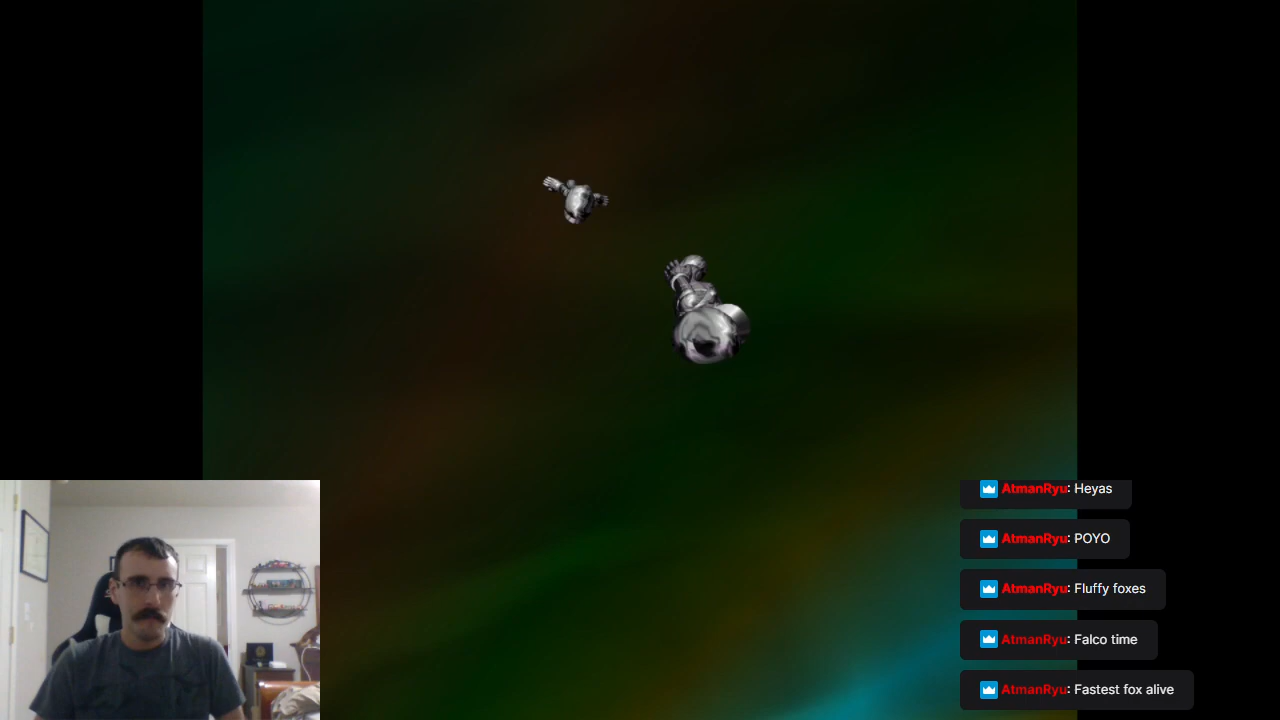 AtmanRyu: Heyas
AtmanRyu: POYO
AtmanRyu: Fluffy foxes
AtmanRyu: Falco time
AtmanRyu: Fastest fox alive